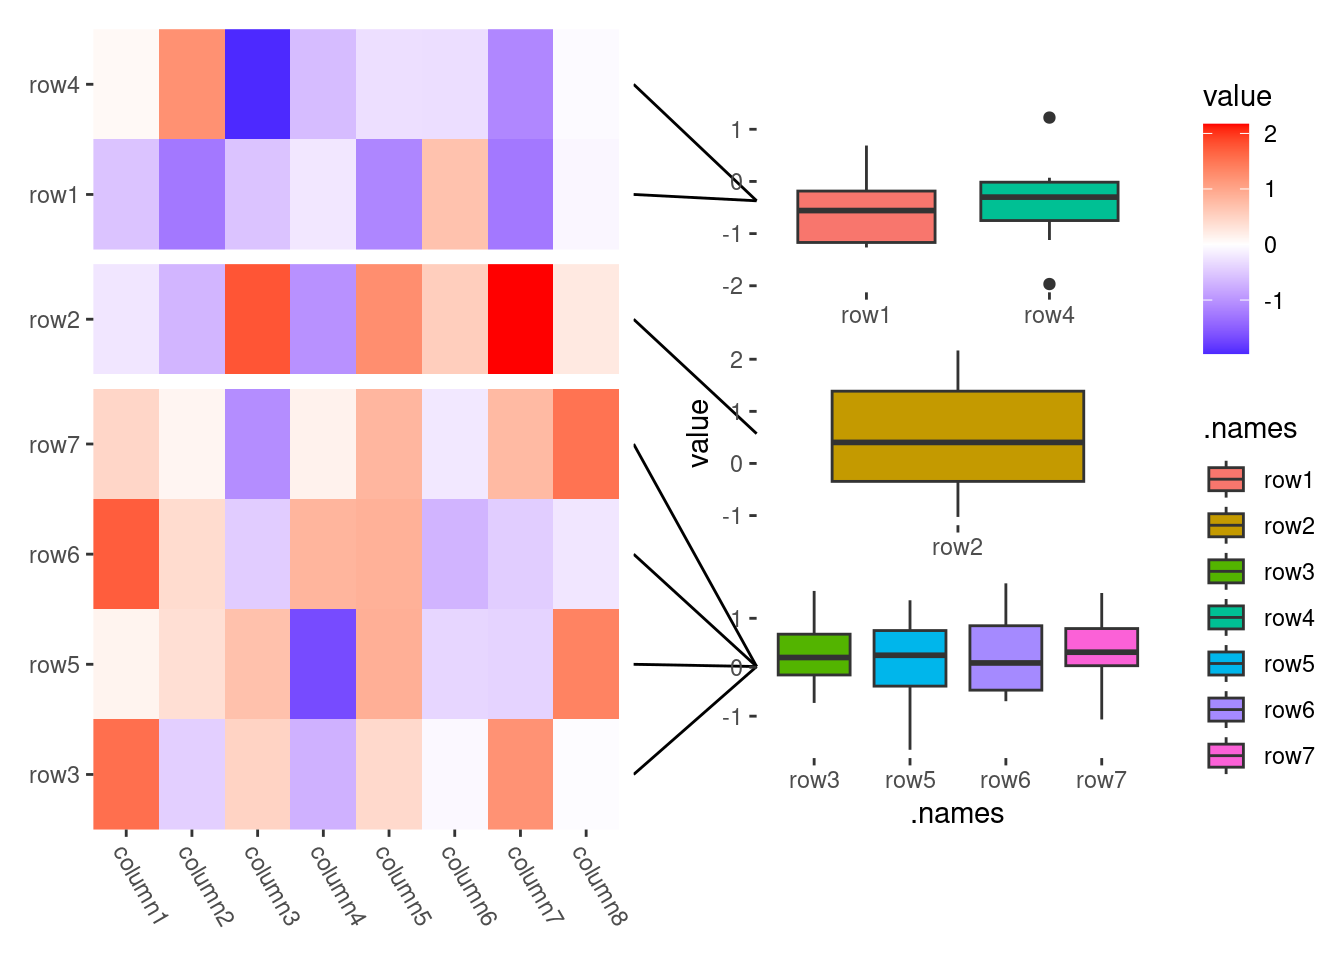 row4
row1
row2
row7
row6
row5
row3
column1
column2
column3
column4
column5
column6
column7
column8
value
1
0
-1
-2
row1
row4
2
1
0
-1
row2
1
0
-1
row3
row5
row6
row7
.names
value
2
1
0
-1
.names
row1
row2
row3
row4
row5
row6
row7